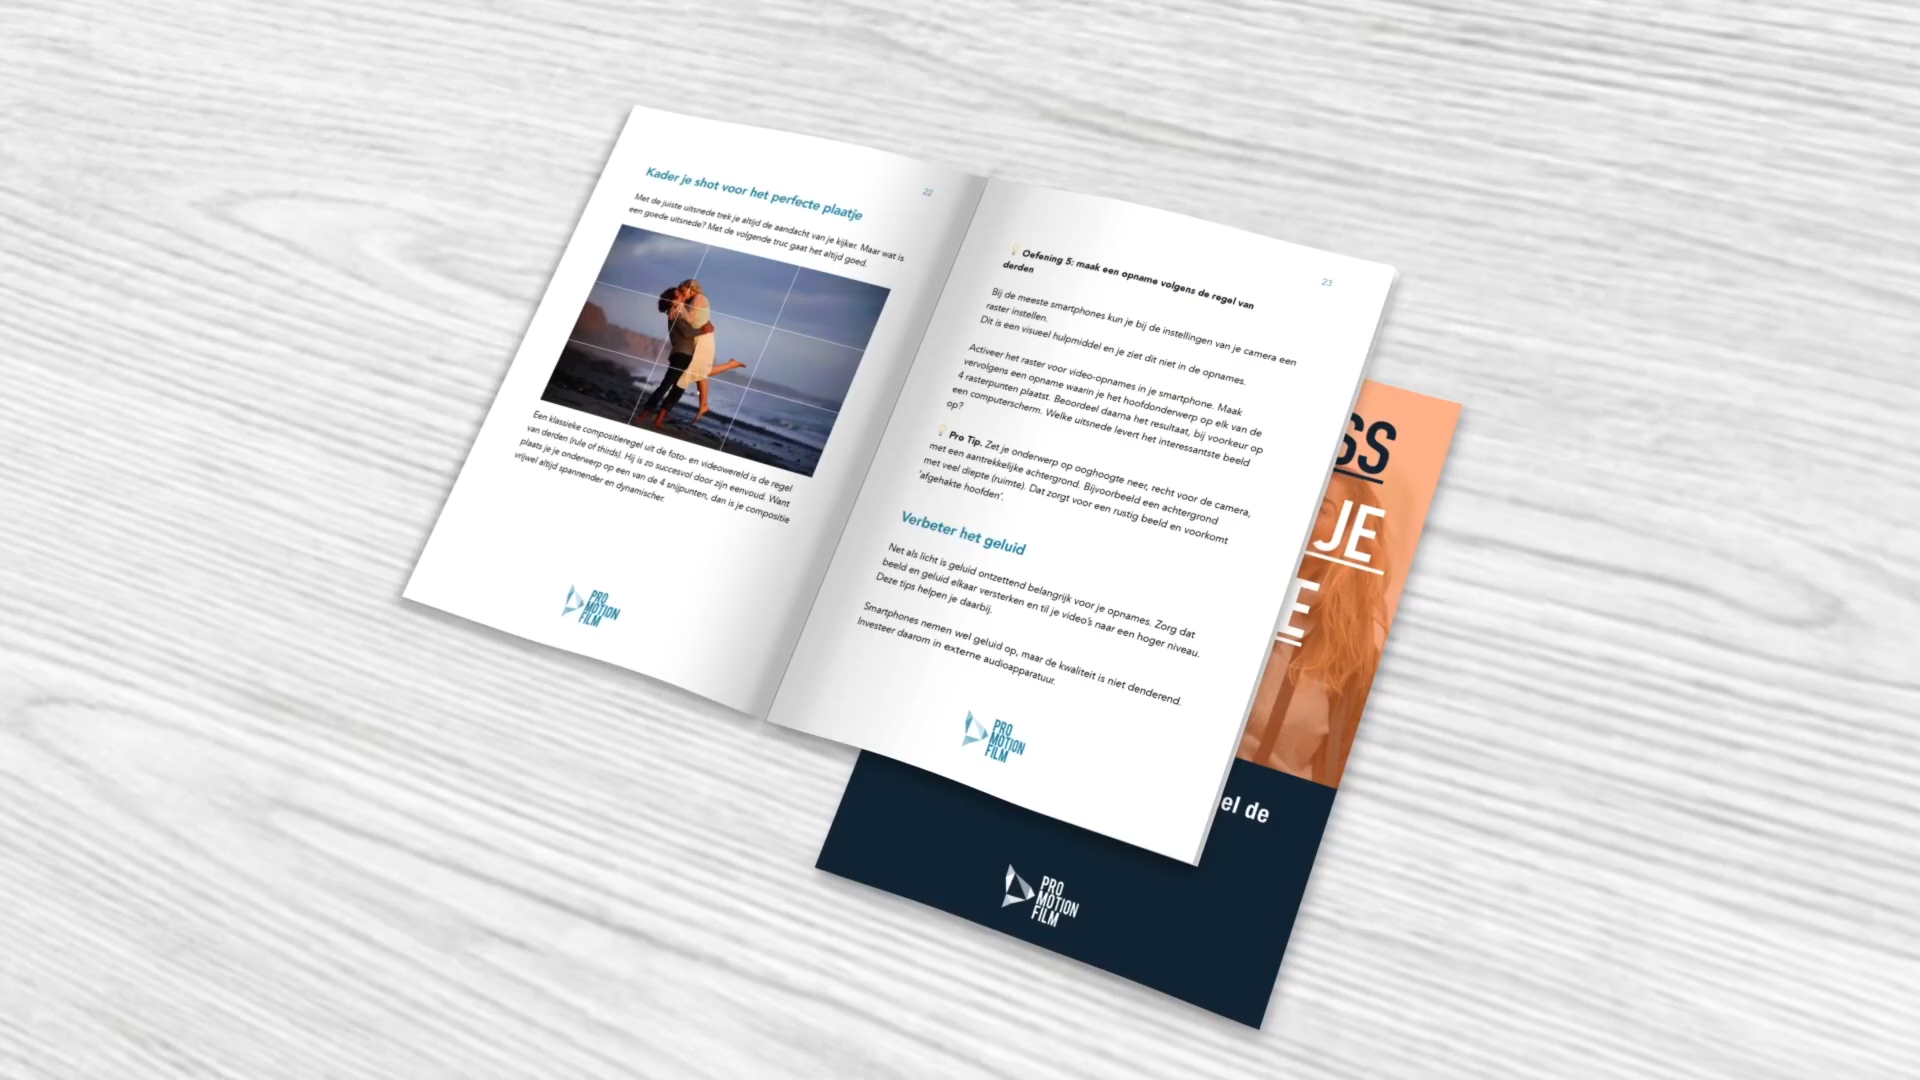 22
Kader je shot voor het perfecte plaatje
Met de juiste uitsnede trek je altijd de aandacht van je kijker. Maar wat is
een goede uitsnede? Met de volgende truc gaat het altijd goed.
Een klassieke compositieregel uit de foto- en videowereld is de regel
van derden (rule of thirds). Hij is zo succesvol door zijn eenvoud. Want
plaats je je onderwerp op een van de 4 snijpunten, dan is je compositie
vrijwel altijd spannender en dynamischer.
PRO
MOTION
FILM
23
Oefening 5: maak een opname volgens de regel van
derden
Bij de meeste smartphones kun je bij de instellingen van je camera een
raster instellen.
Dit is een visueel hulpmiddel en je ziet dit niet in de opnames.
Activeer het raster voor video-opnames in je smartphone. Maak
vervolgens een opname waarin je het hoofdonderwerp op elk van de
4 rasterpunten plaatst. Beoordeel daarna het resultaat, bij voorkeur op
een computerscherm. Welke uitsnede levert het interessantste beeld
op?
Pro Tip. Zet je onderwerp op ooghoogte neer, recht voor de camera,
met een aantrekkelijke achtergrond. Bijvoorbeeld een achtergrond
met veel diepte (ruimte). Dat zorgt voor een rustig beeld en voorkomt
'afgehakte hoofden'.
Verbeter het geluid
Net als licht is geluid ontzettend belangrijk voor je opnames. Zorg dat
beeld en geluid elkaar versterken en til je video's naar een hoger niveau.
Deze tips helpen je daarbij.
Smartphones nemen wel geluid op, maar de kwaliteit is niet denderend.
Investeer daarom in externe audioapparatuur.
PRO
MOTION
FILM
SS
JE
E
el de
PRO
MOTION
FILM